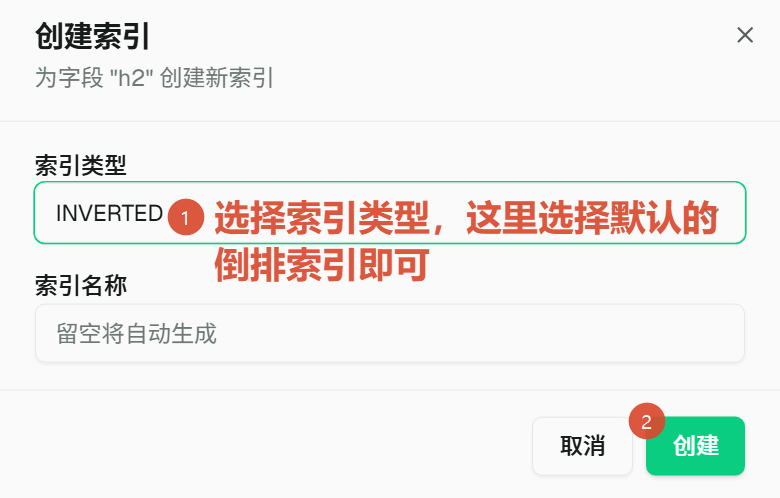 创建索引
为字段 "h2" 创建新索引
索引类型
INVERTED
1 选择索引类型，这里选择默认的
倒排索引即可
索引名称
留空将自动生成
取消
2
创建